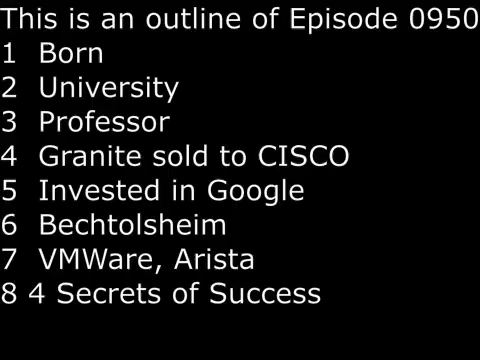 This is an outline of Episode 0950
1 Born
2 University
3 Professor
4 Granite sold to CISCO
5 Invested in Google
6 Bechtolsheim
7 VMWare, Arista
8 4 Secrets of Success